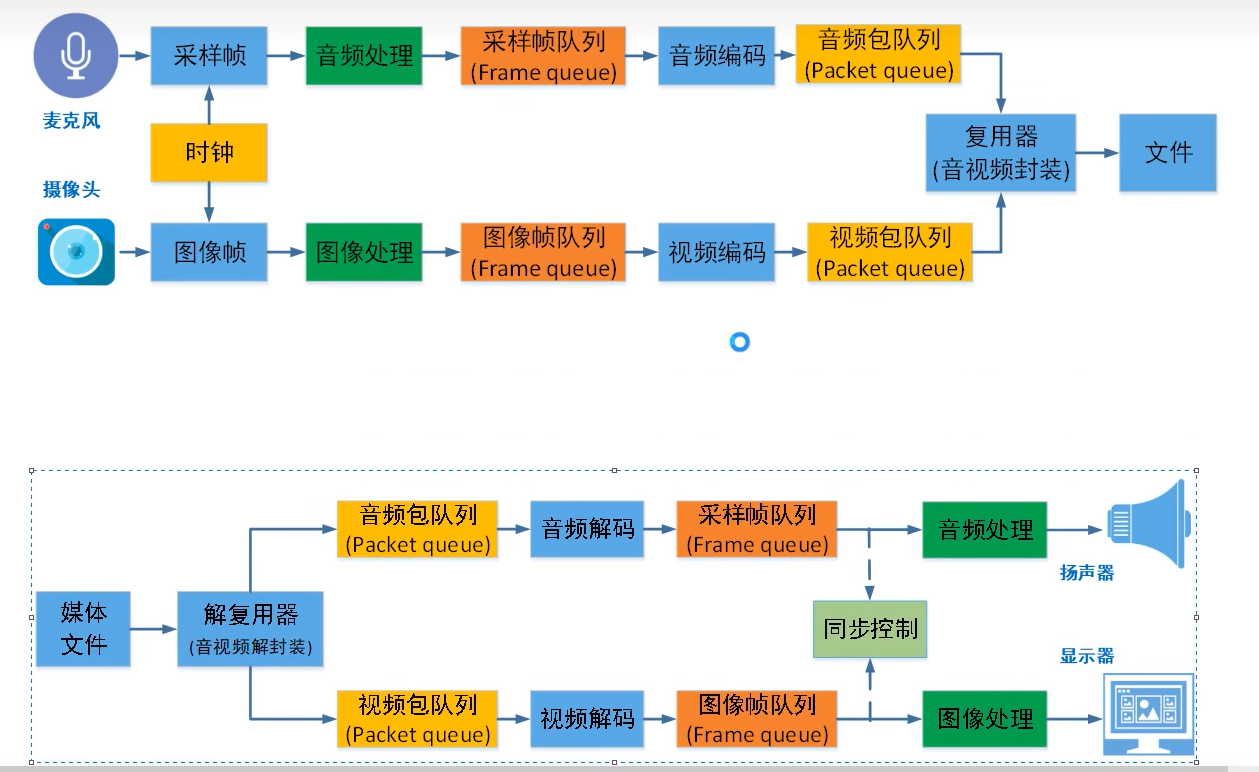 采样帧
音频处理
采样帧队列
(Frame queue)
音频编码
音频包队列
(Packet queue)
麦克风
时钟
复用器
(音视频封装)
文件
摄像头
图像帧
图像处理
图像帧队列
(Frame queue)
视频编码
视频包队列
(Packet queue)
音频包队列
(Packet queue)
音频解码
采样帧队列
(Frame queue)
音频处理
扬声器
媒体
文件
解复用器
(音视频解封装)
同步控制
显示器
视频包队列
(Packet queue)
视频解码
图像帧队列
(Frame queue)
图像处理